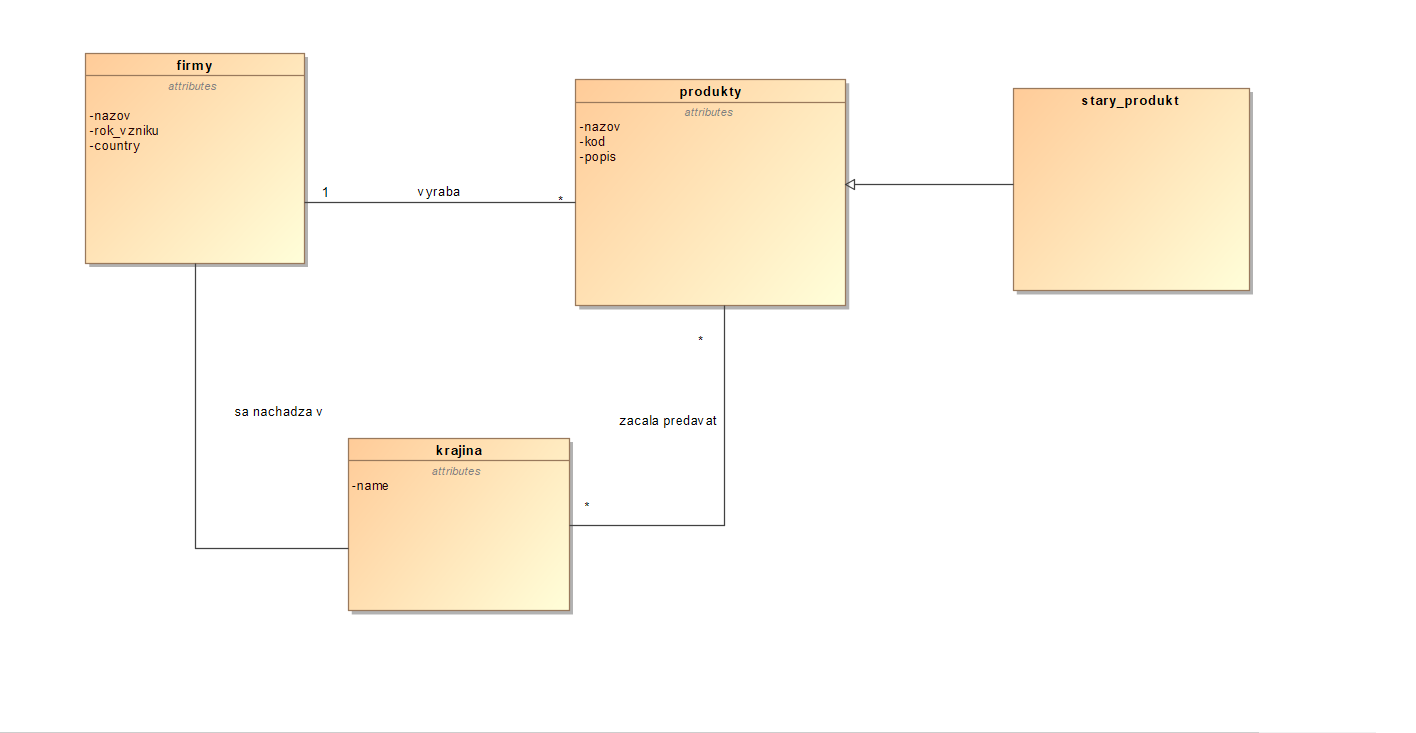 firmy
attributes
-nazov
-rok_vzniku
-country
produkty
attributes
-nazov
-kod
-popis
stary_produkt
1
vyraba
*
*
sa nachadza v
zacala predavat
krajina
attributes
-name
*